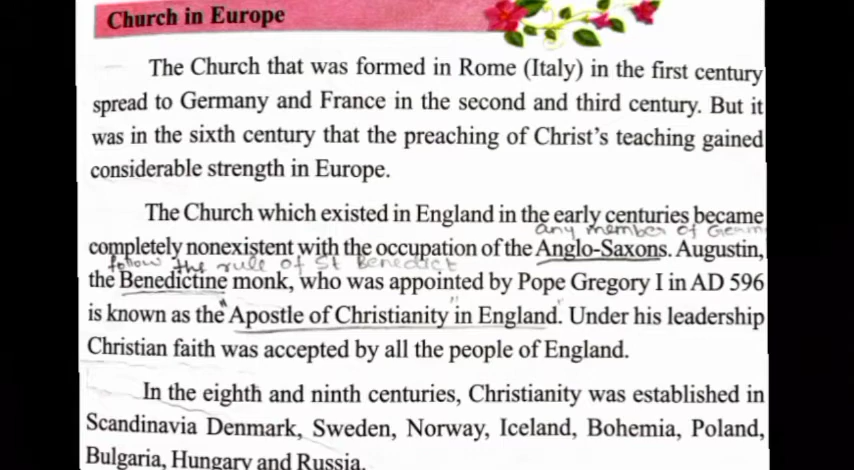 Church in Europe
The Church that was formed in Rome (Italy) in the first century
spread to Germany and France in the second and third century. But it
was in the sixth century that the preaching of Christ's teaching gained
considerable strength in Europe.
The Church which existed in England in the early centuries became
any member of Germ
completely nonexistent with the occupation of the Anglo-Saxons. Augustin,
follow the rule of St Benedict
the Benedictine monk, who was appointed by Pope Gregory I in AD 596
is known as the "Apostle of Christianity" in England. Under his leadership
Christian faith was accepted by all the people of England.
In the eighth and ninth centuries, Christianity was established in
Scandinavia Denmark, Sweden, Norway, Iceland, Bohemia, Poland,
Bulgaria, Hungary and Russia.